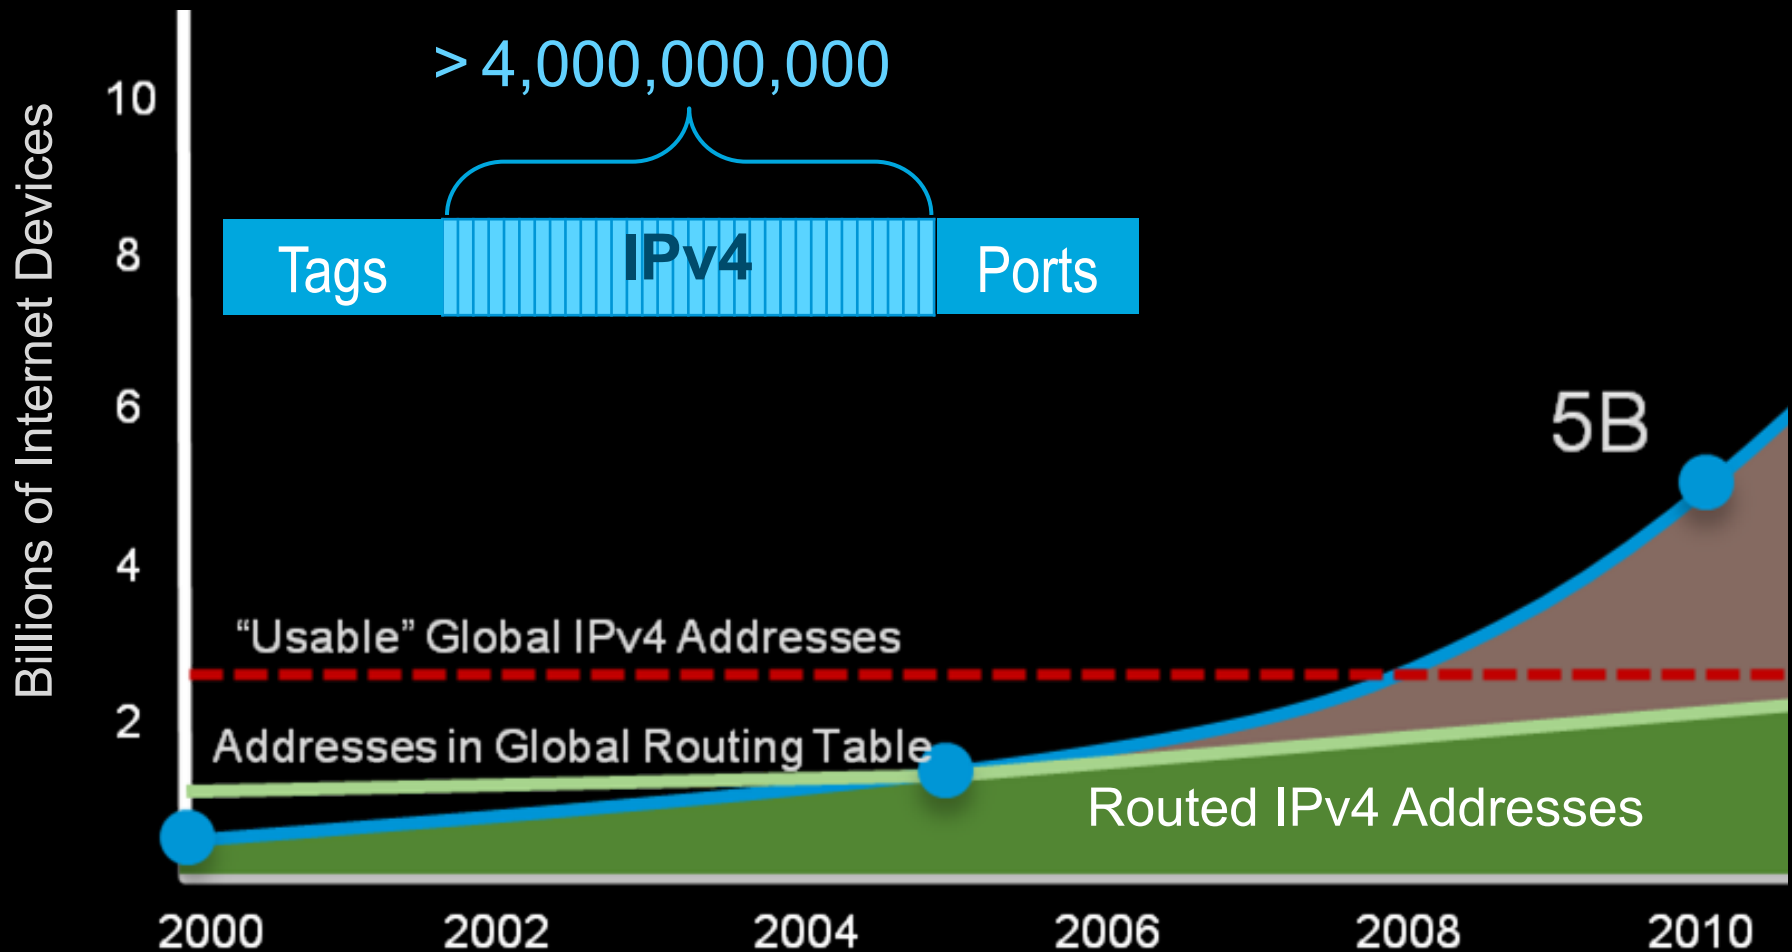 > 4,000,000,000
Tags
IPv4
Ports
Billions of Internet Devices
10
8
6
4
2
5B
“Usable” Global IPv4 Addresses
Addresses in Global Routing Table
Routed IPv4 Addresses
2000 2002 2004 2006 2008 2010